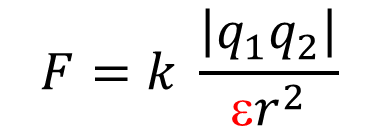 F = k |q₁q₂| / εr²